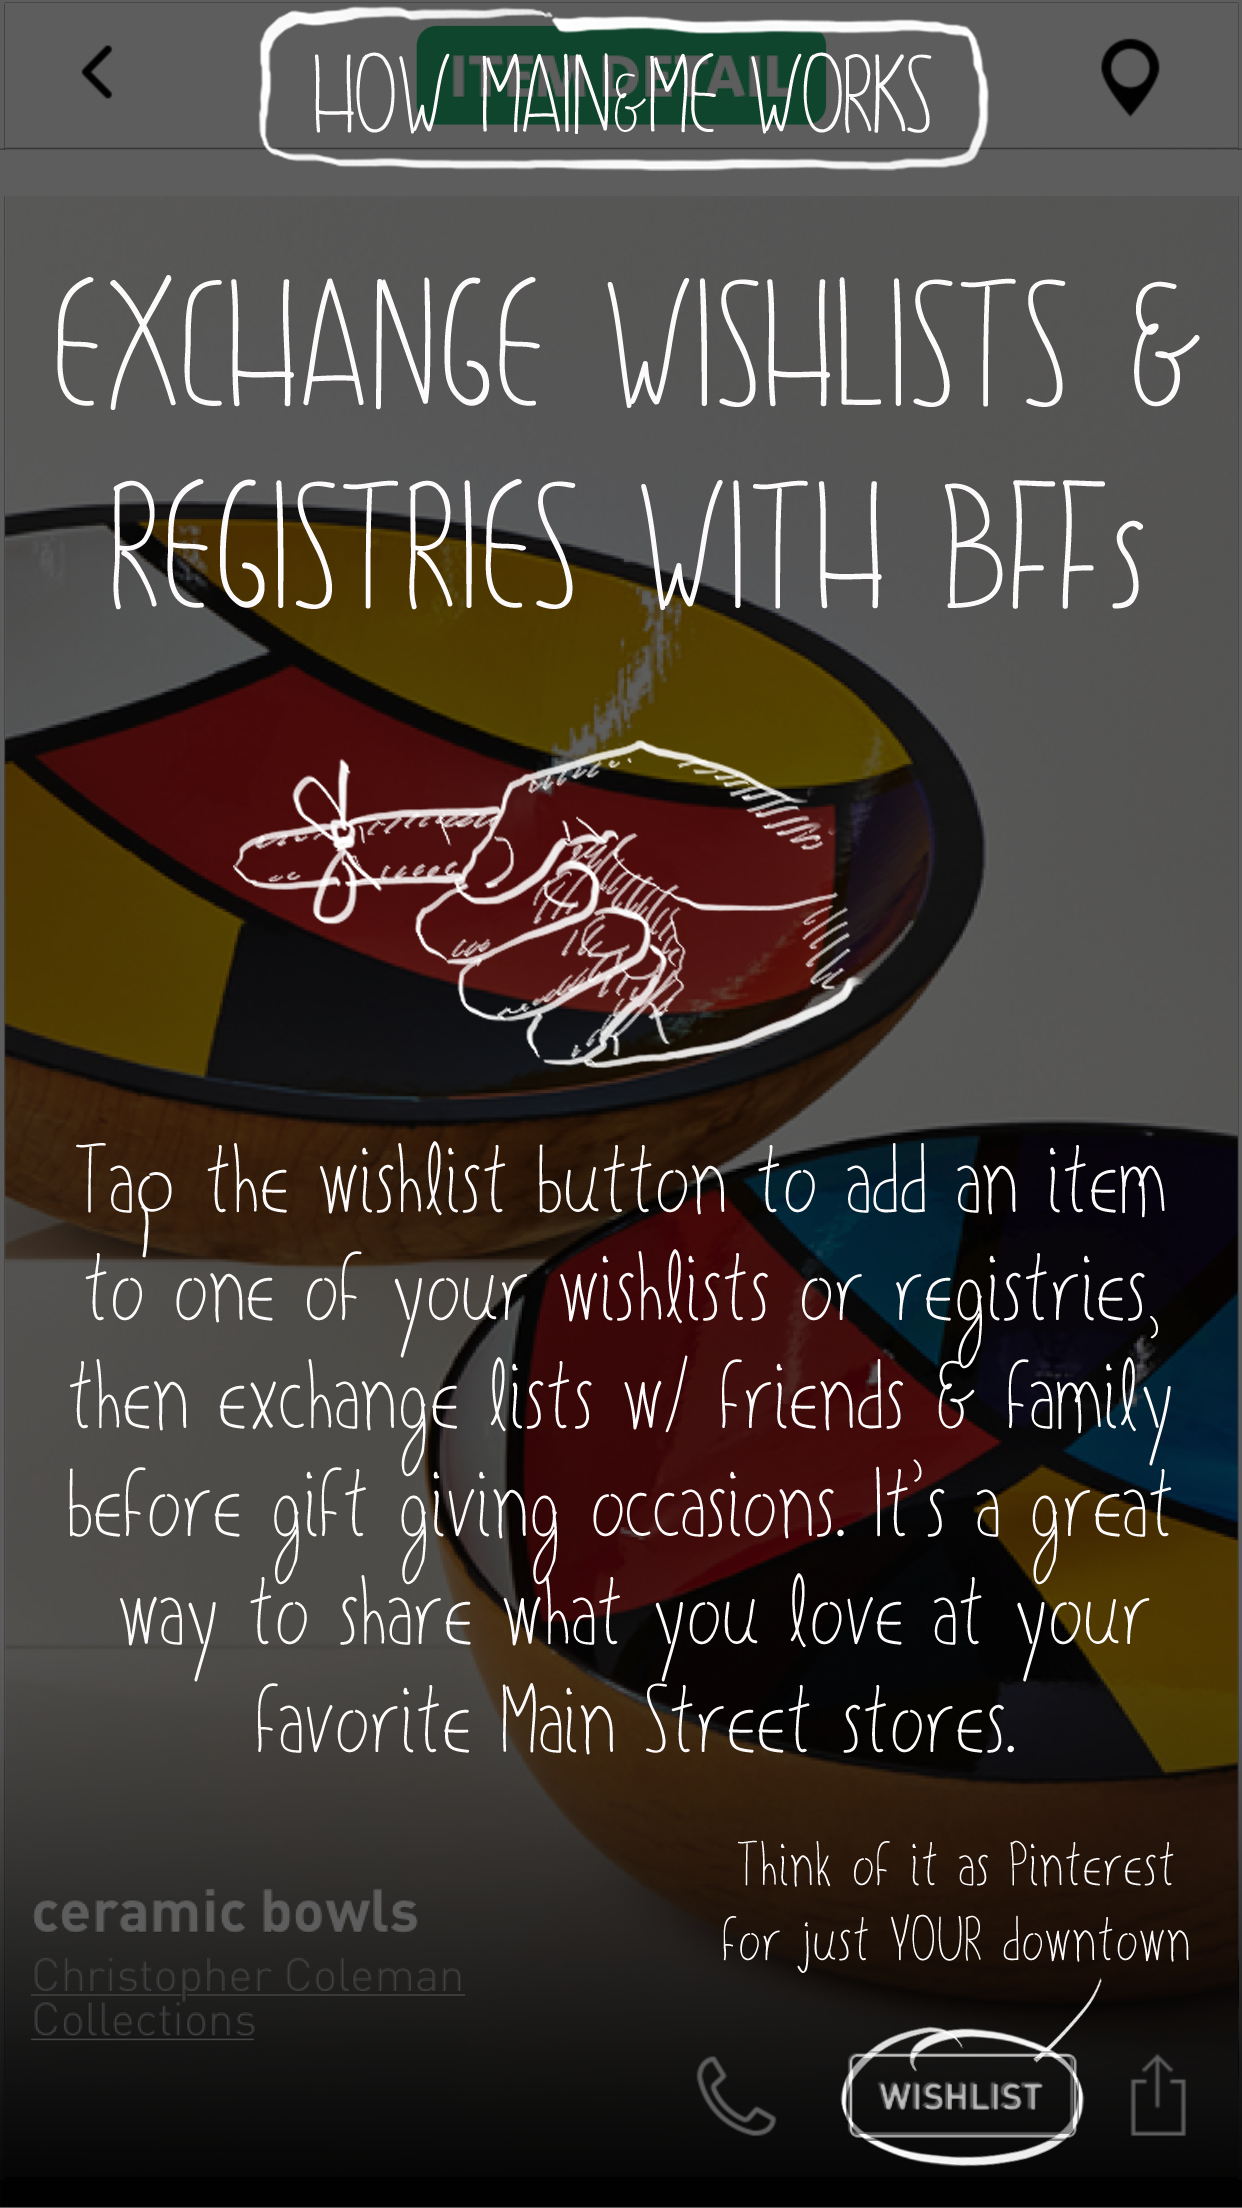 ITEM DETAIL
HOW MAIN&ME WORKS
EXCHANGE WISHLISTS &
REGISTRIES WITH BFFs
Tap the wishlist button to add an item
to one of your wishlists or registries,
then exchange lists w/ friends & family
before gift giving occasions. It's a great
way to share what you love at your
favorite Main Street stores.
Think of it as Pinterest
for just YOUR downtown
ceramic bowls
Christopher Coleman
Collections
WISHLIST